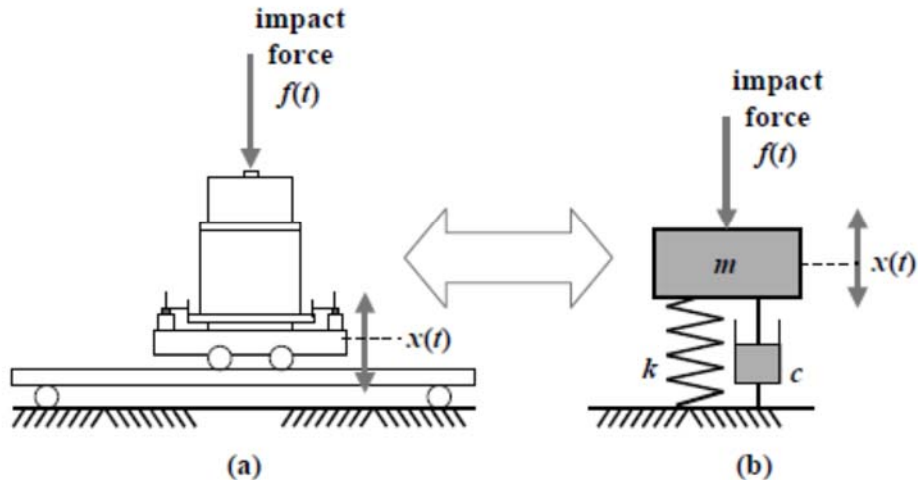 impact
force
f(t)
x(t)
(a)
impact
force
f(t)
m
x(t)
k
c
(b)